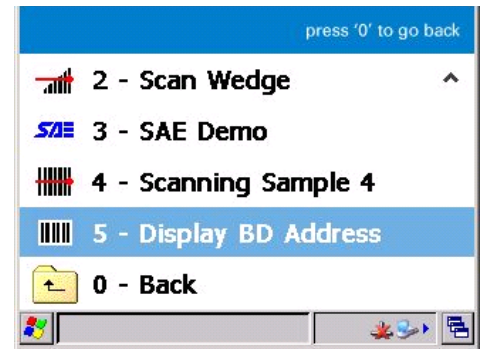 press '0' to go back
2 - Scan Wedge
SAE 3 - SAE Demo
4 - Scanning Sample 4
5 - Display BD Address
0 - Back